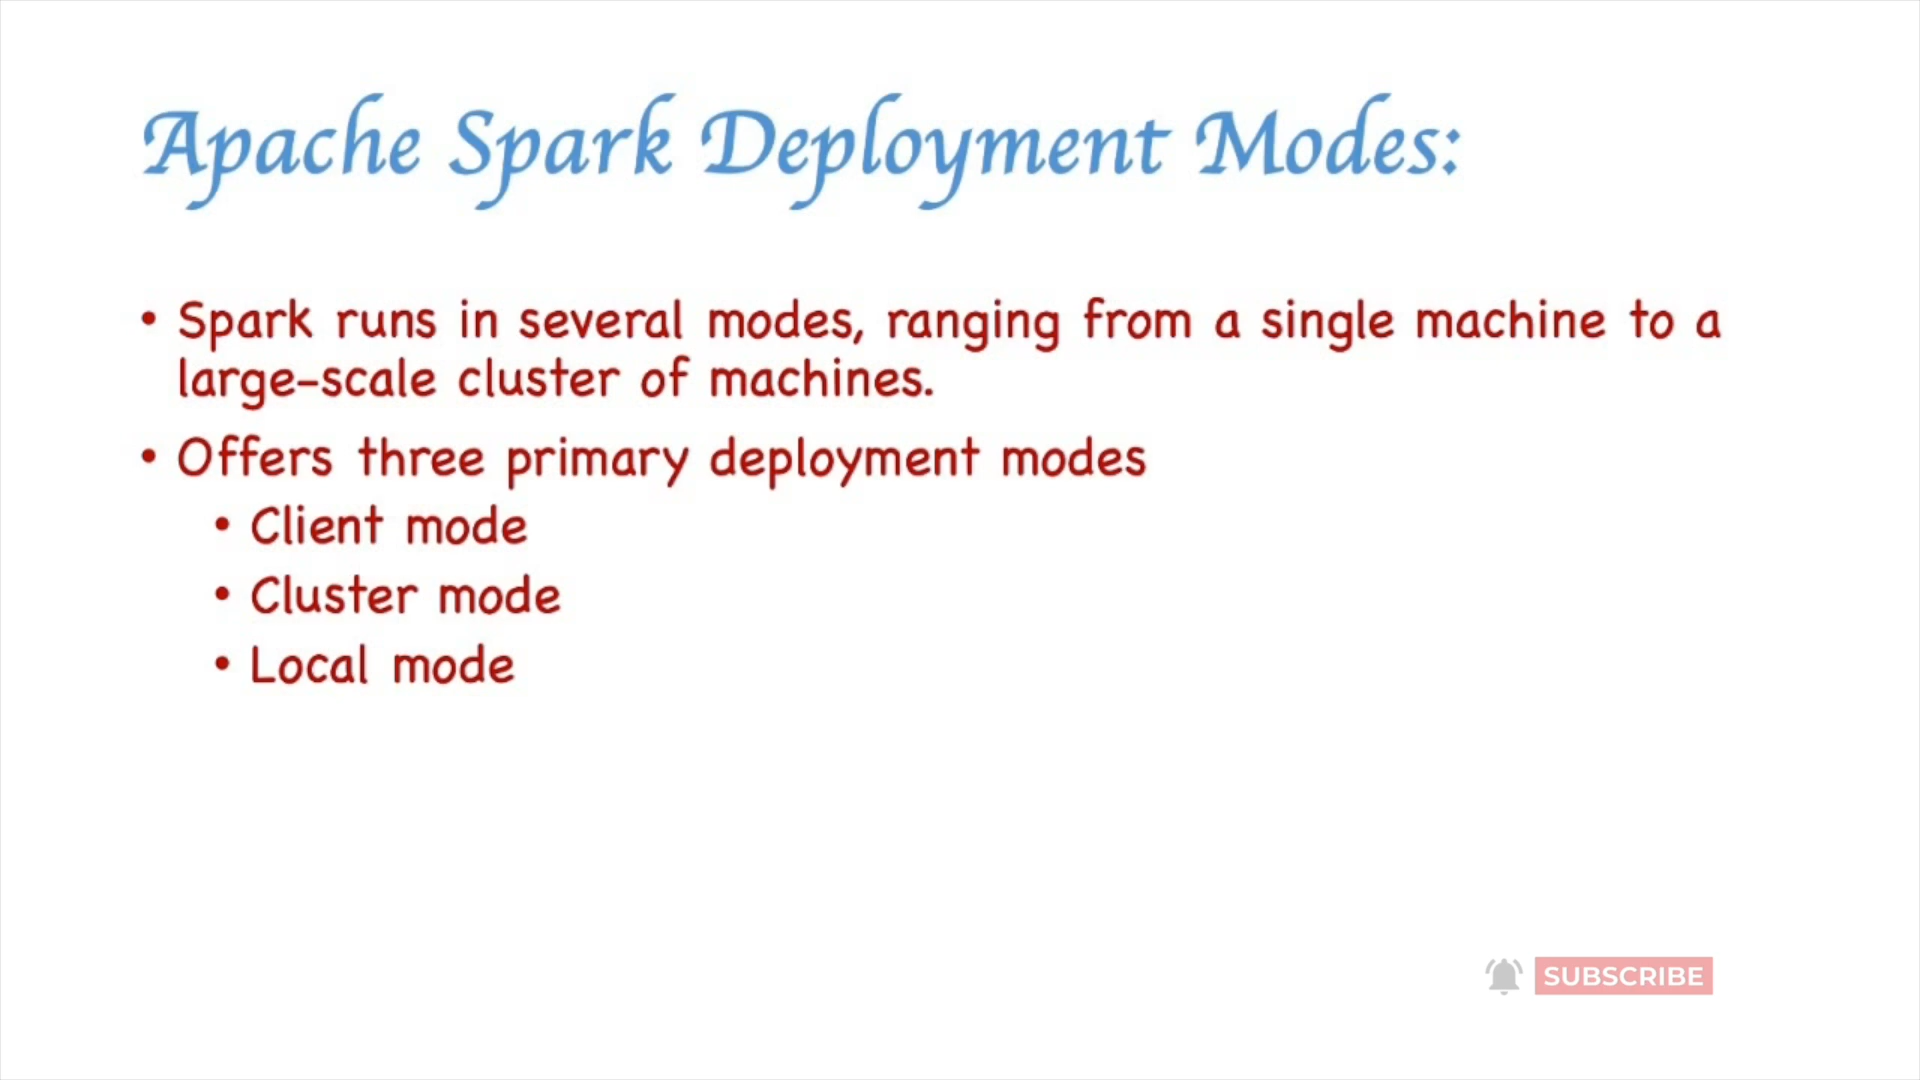 Apache Spark Deployment Modes:
• Spark runs in several modes, ranging from a single machine to a
large-scale cluster of machines.
• Offers three primary deployment modes
• Client mode
• Cluster mode
• Local mode
SUBSCRIBE